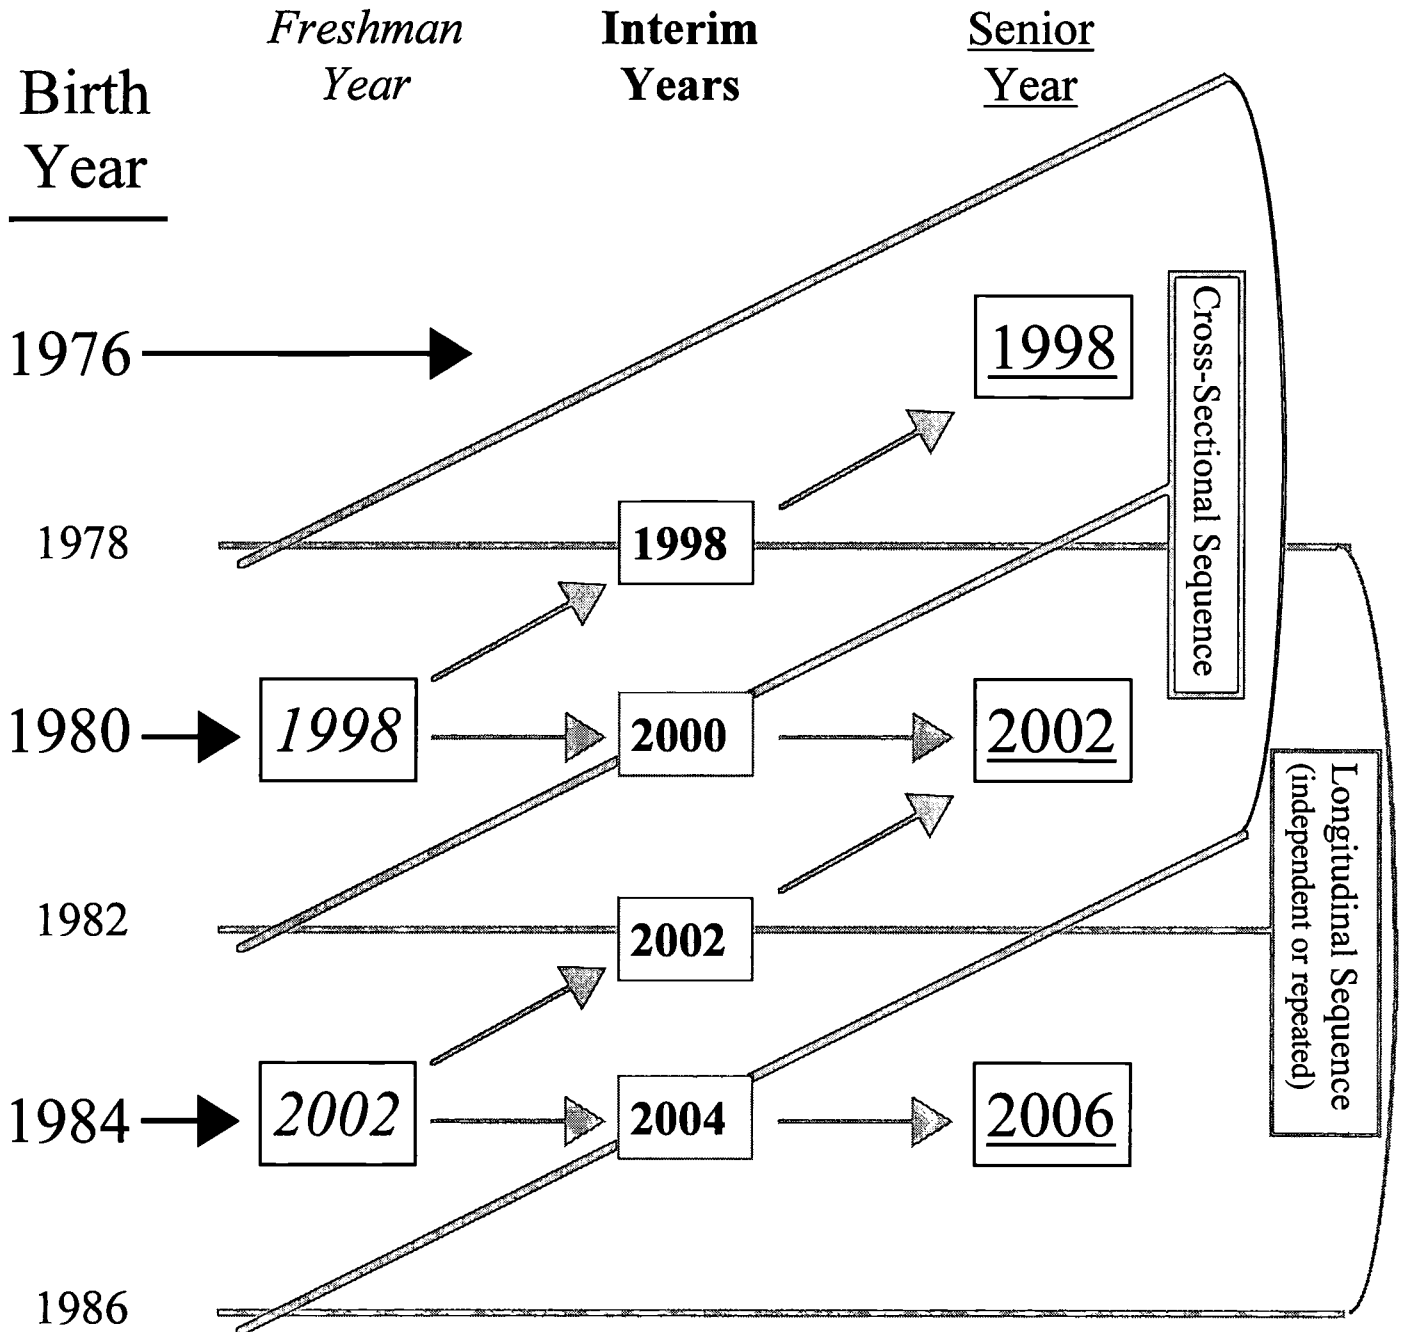 Freshman
Year
Interim
Years
Senior
Year
Birth
Year
1976
1998
1978
1998
1980
1998
2000
2002
1982
2002
1984
2002
2004
2006
1986
Cross-Sectional Sequence
Longitudinal Sequence
(independent or repeated)